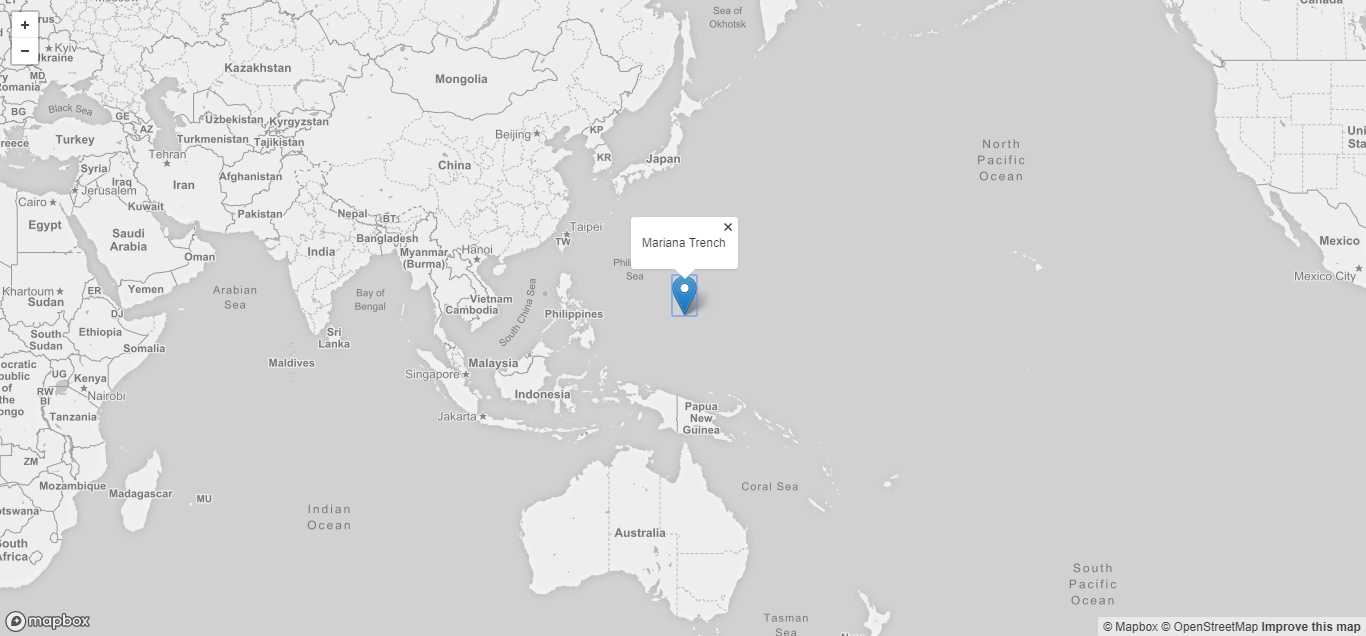 Sea of
Okhotsk
Canada
+
−
Kyiv
Ukraine
Kazakhstan
Mongolia
MD
Romania
BG
Black Sea
GE
AZ
Uzbekistan
Kyrgyzstan
Turkmenistan
Tajikistan
Beijing
KP
KR
Japan
Turkey
Greece
Tehran
Syria
Iraq
Iran
Afghanistan
China
North
Pacific
Ocean
Uni
Sta
Jerusalem
Cairo
Kuwait
Pakistan
Nepal
BT
Egypt
Saudi
Arabia
Bangladesh
India
Myanmar
(Burma)
Hanoi
Taipei
TW
Oman
Mariana Trench
×
Phili
Sea
Mexico
Mexico City
Khartoum
Sudan
ER
Yemen
Arabian
Sea
Bay of
Bengal
Vietnam
Cambodia
South China Sea
Philippines
DJ
South
Sudan
Ethiopia
Somalia
Sri
Lanka
Maldives
Malaysia
Singapore
ocratic
public
of
the
ongo
UG
Kenya
RW
BI
Nairobi
Tanzania
Indonesia
Jakarta
Papua
New
Guinea
ZM
Mozambique
Madagascar
MU
otswana
Coral Sea
Indian
Ocean
Australia
South
Africa
South
Pacific
Ocean
Tasman
Sea
mapbox
© Mapbox © OpenStreetMap Improve this map